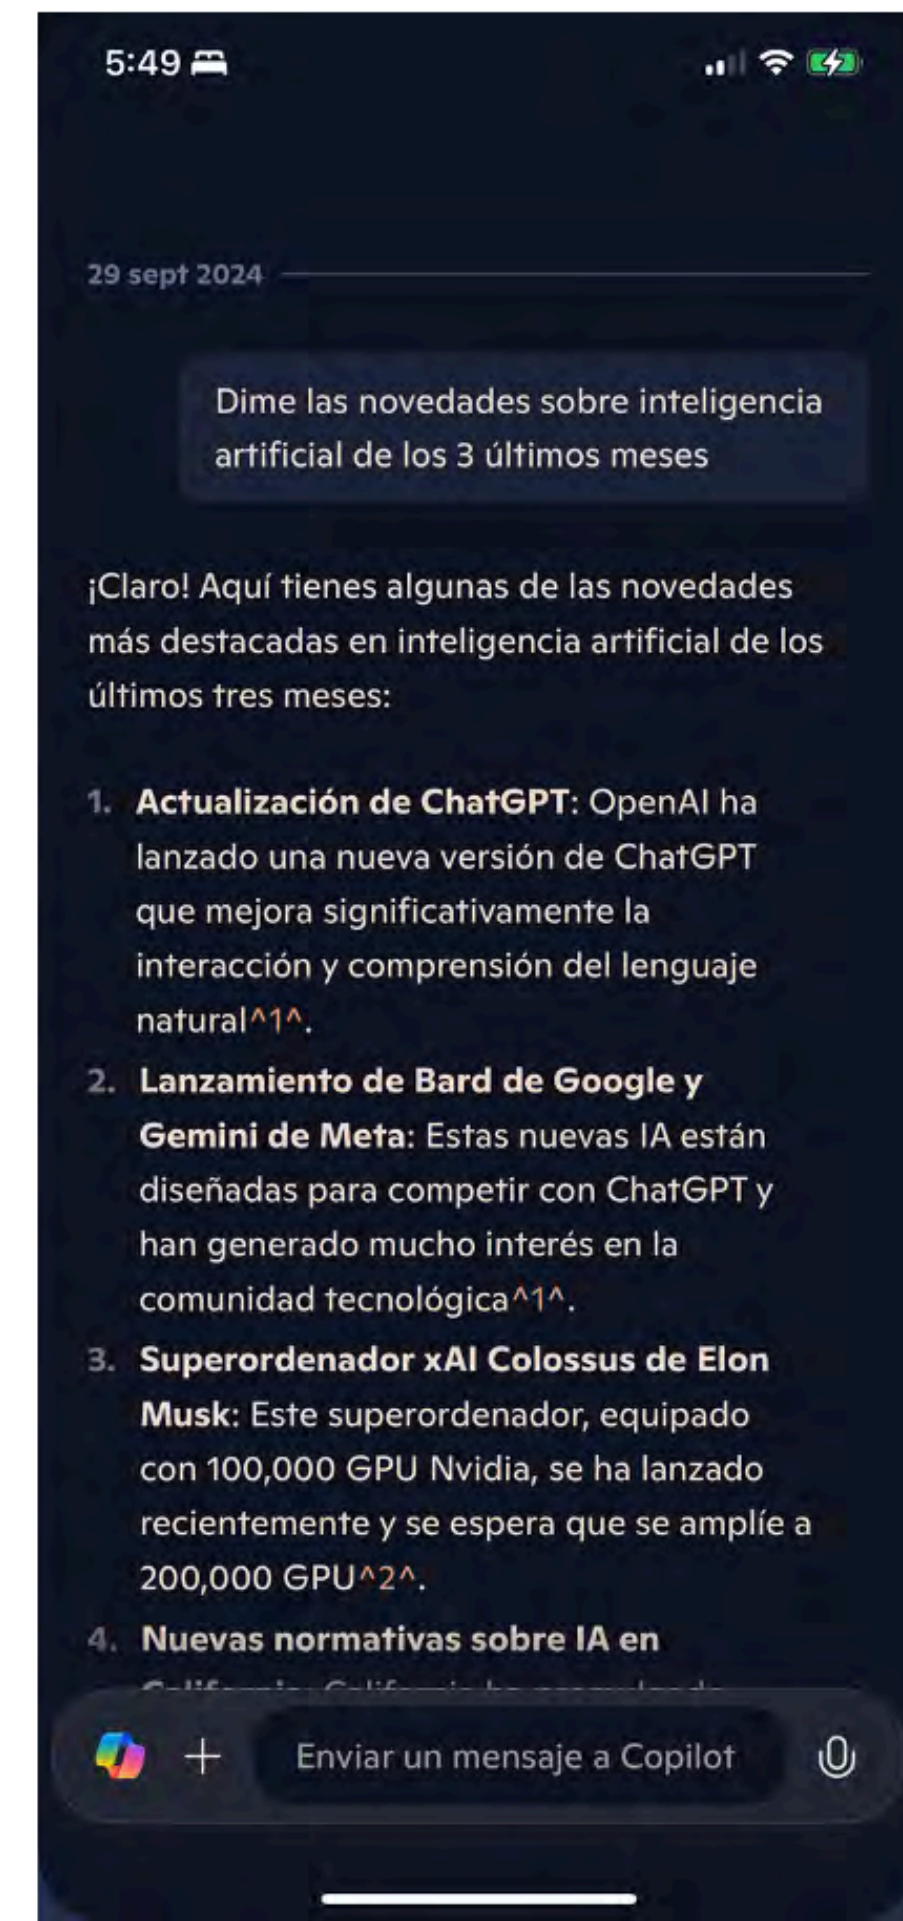 5:49
29 sept 2024
Dime las novedades sobre inteligencia
artificial de los 3 últimos meses
¡Claro! Aquí tienes algunas de las novedades
más destacadas en inteligencia artificial de los
últimos tres meses:
1. Actualización de ChatGPT: OpenAI ha
lanzado una nueva versión de ChatGPT
que mejora significativamente la
interacción y comprensión del lenguaje
natural^1^.
2. Lanzamiento de Bard de Google y
Gemini de Meta: Estas nuevas IA están
diseñadas para competir con ChatGPT y
han generado mucho interés en la
comunidad tecnológica^1^.
3. Superordenador xAI Colossus de Elon
Musk: Este superordenador, equipado
con 100,000 GPU Nvidia, se ha lanzado
recientemente y se espera que se amplíe a
200,000 GPU^2^.
4. Nuevas normativas sobre IA en
California: California ha
Enviar un mensaje a Copilot